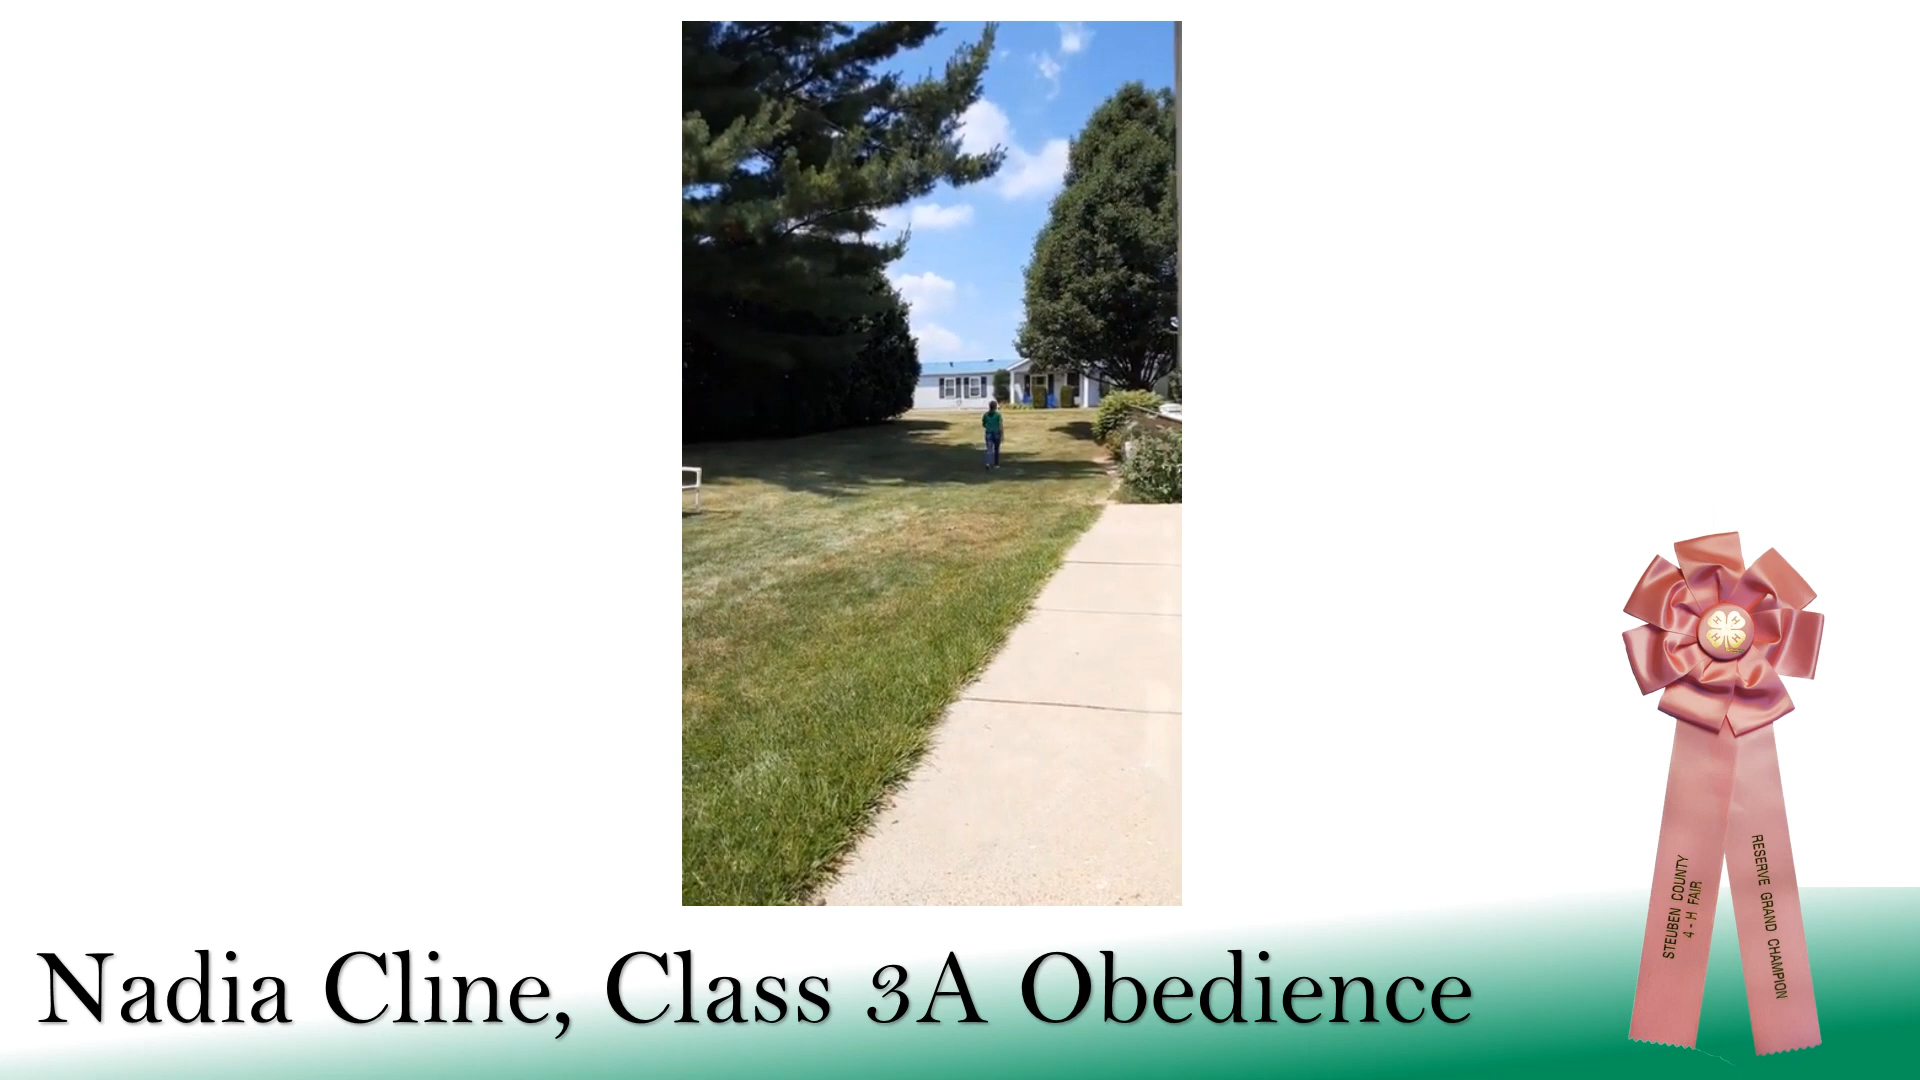 H H
H H
STEUBEN COUNTY
4-H FAIR
RESERVE GRAND CHAMPION
Nadia Cline, Class 3A Obedience